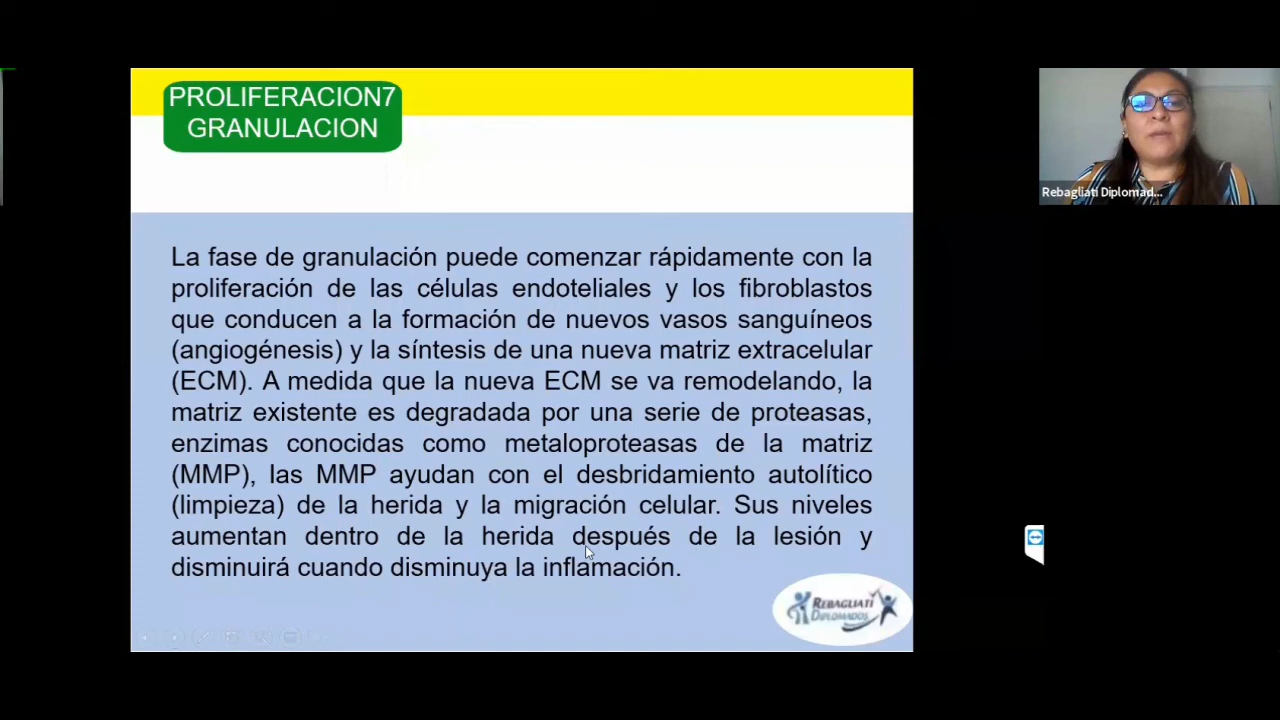 PROLIFERACION7
GRANULACION
Rebagliati Diplomad...
La fase de granulación puede comenzar rápidamente con la
proliferación de las células endoteliales y los fibroblastos
que conducen a la formación de nuevos vasos sanguíneos
(angiogénesis) y la síntesis de una nueva matriz extracelular
(ECM). A medida que la nueva ECM se va remodelando, la
matriz existente es degradada por una serie de proteasas,
enzimas conocidas como metaloproteasas de la matriz
(MMP), las MMP ayudan con el desbridamiento autolítico
(limpieza) de la herida y la migración celular. Sus niveles
aumentan dentro de la herida después de la lesión y
disminuirá cuando disminuya la inflamación.
REBAGLIATI
DIPLOMADOS